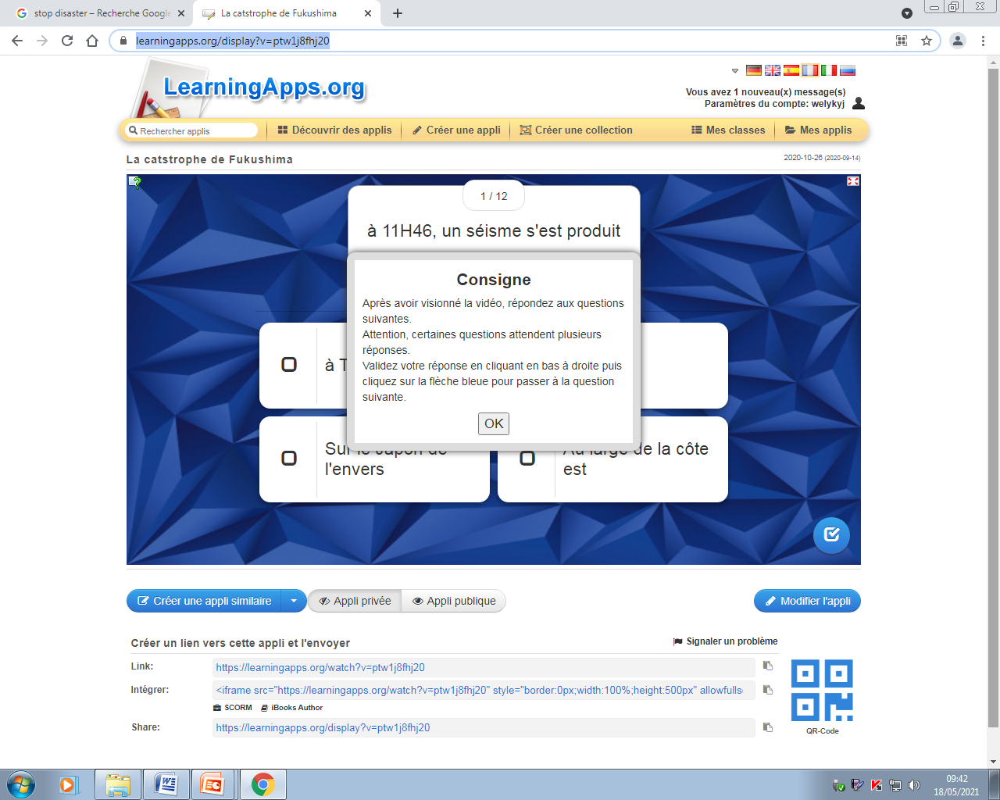 stop disaster – Recherche Google
La catstrophe de Fukushima
learningapps.org/display?v=ptw1j8fhj20
LearningApps.org
Vous avez 1 nouveau(x) message(s)
Paramètres du compte: welykyj
Rechercher applis
Découvrir des applis
Créer une appli
Créer une collection
Mes classes
Mes applis
La catstrophe de Fukushima
2020-10-26 (2020-09-14)
1 / 12
à 11H46, un séisme s'est produit
Consigne
Après avoir visionné la vidéo, répondez aux questions
suivantes.
Attention, certaines questions attendent plusieurs
réponses.
Validez votre réponse en cliquant en bas à droite puis
cliquez sur la flèche bleue pour passer à la question
suivante.
OK
à
l'envers
Au large de la côte
est
Créer une appli similaire
Appli privée
Appli publique
Modifier l'appli
Créer un lien vers cette appli et l'envoyer
Signaler un problème
Link:
https://learningapps.org/watch?v=ptw1j8fhj20
Intégrer:
<iframe src="https://learningapps.org/watch?v=ptw1j8fhj20" style="border:0px;width:100%;height:500px" allowfulls
SCORM
iBooks Author
Share:
https://learningapps.org/display?v=ptw1j8fhj20
QR-Code
09:42
18/05/2021